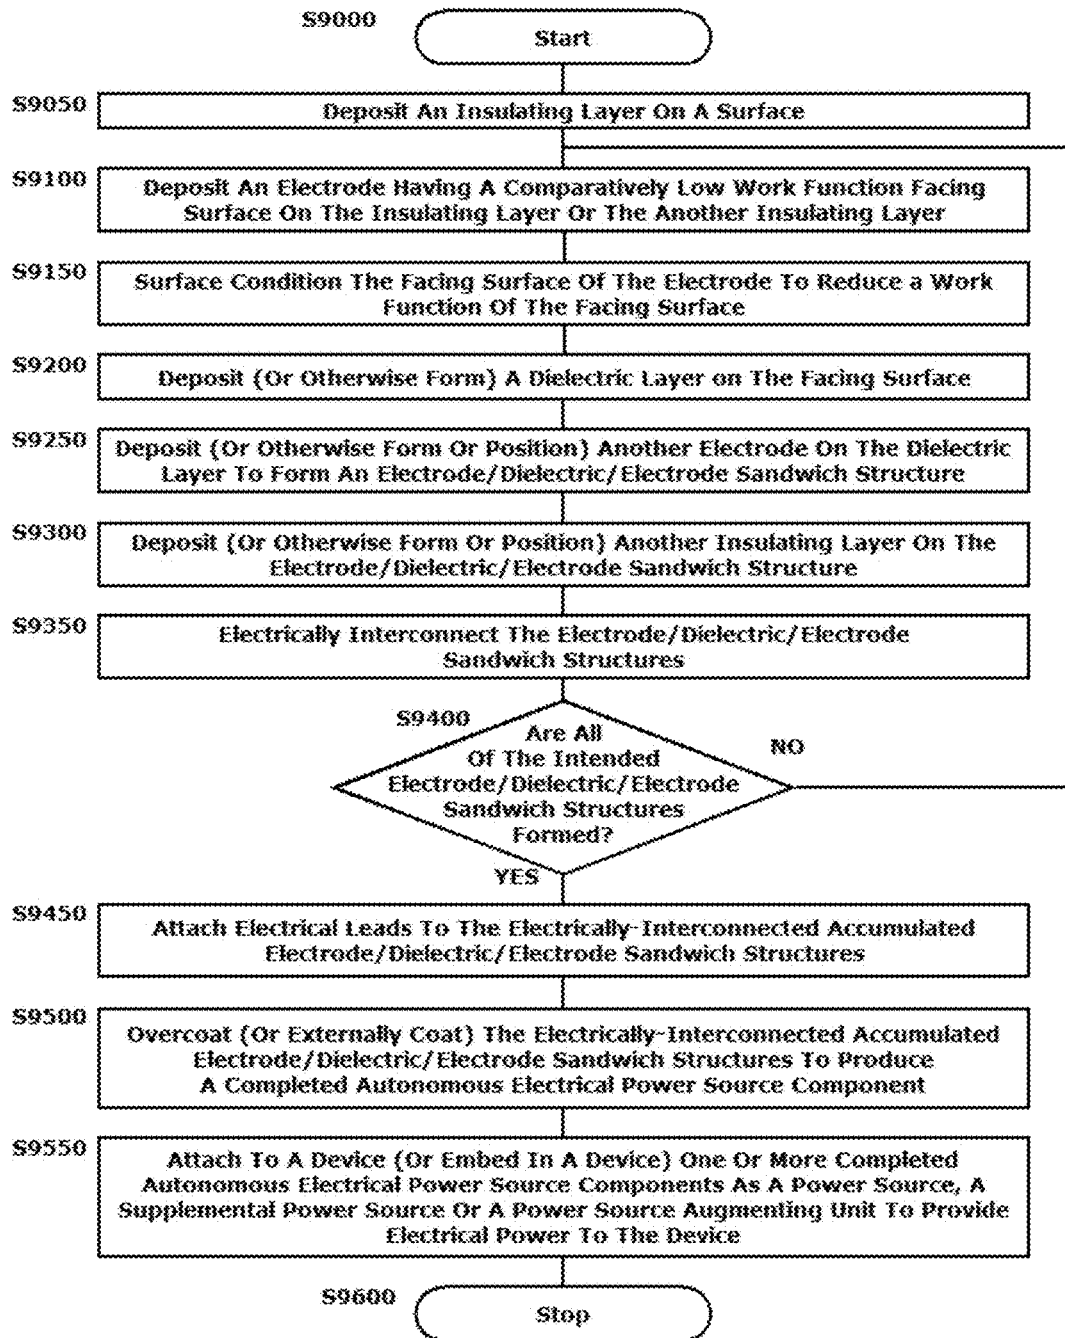 S9000
Start
S9050
Deposit An Insulating Layer On A Surface
S9100
Deposit An Electrode Having A Comparatively Low Work Function Facing
Surface On The Insulating Layer Or The Another Insulating Layer
S9150
Surface Condition The Facing Surface Of The Electrode To Reduce a Work
Function Of The Facing Surface
S9200
Deposit (Or Otherwise Form) A Dielectric Layer on The Facing Surface
S9250
Deposit (Or Otherwise Form Or Position) Another Electrode On The Dielectric
Layer To Form An Electrode/Dielectric/Electrode Sandwich Structure
S9300
Deposit (Or Otherwise Form Or Position) Another Insulating Layer On The
Electrode/Dielectric/Electrode Sandwich Structure
S9350
Electrically Interconnect The Electrode/Dielectric/Electrode
Sandwich Structures
S9400
Are All
Of The Intended
Electrode/Dielectric/Electrode
Sandwich Structures
Formed?
NO
YES
S9450
Attach Electrical Leads To The Electrically-Interconnected Accumulated
Electrode/Dielectric/Electrode Sandwich Structures
S9500
Overcoat (Or Externally Coat) The Electrically-Interconnected Accumulated
Electrode/Dielectric/Electrode Sandwich Structures To Produce
A Completed Autonomous Electrical Power Source Component
S9550
Attach To A Device (Or Embed In A Device) One Or More Completed
Autonomous Electrical Power Source Components As A Power Source, A
Supplemental Power Source Or A Power Source Augmenting Unit To Provide
Electrical Power To The Device
S9600
Stop